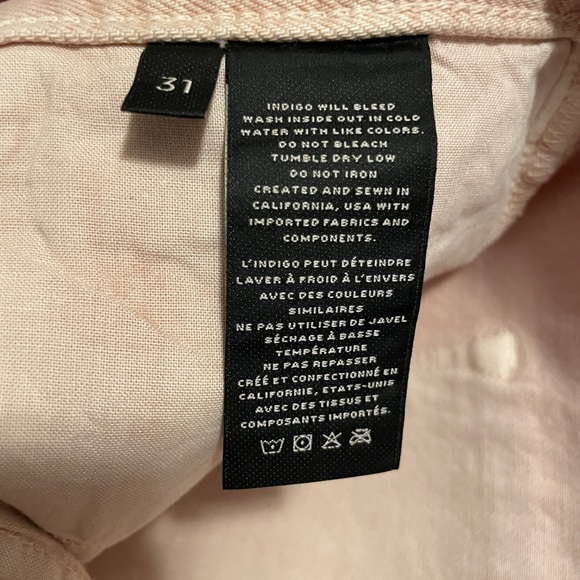 31
INDIGO WILL BLEED
WASH INSIDE OUT IN COLD
WATER WITH LIKE COLORS.
DO NOT BLEACH
TUMBLE DRY LOW
DO NOT IRON
CREATED AND SEWN IN
CALIFORNIA, USA WITH
IMPORTED FABRICS AND
COMPONENTS.
L'INDIGO PEUT DÉTEINDRE
LAVER À FROID À L'ENVERS
AVEC DES COULEURS
SIMILAIRES
NE PAS UTILISER DE JAVEL
SÉCHAGE À BASSE
TEMPÉRATURE
NE PAS REPASSER
CRÉÉ ET CONFECTIONNÉ EN
CALIFORNIE, ETATS-UNIS
AVEC DES TISSUS ET
COMPOSANTS IMPORTÉS.